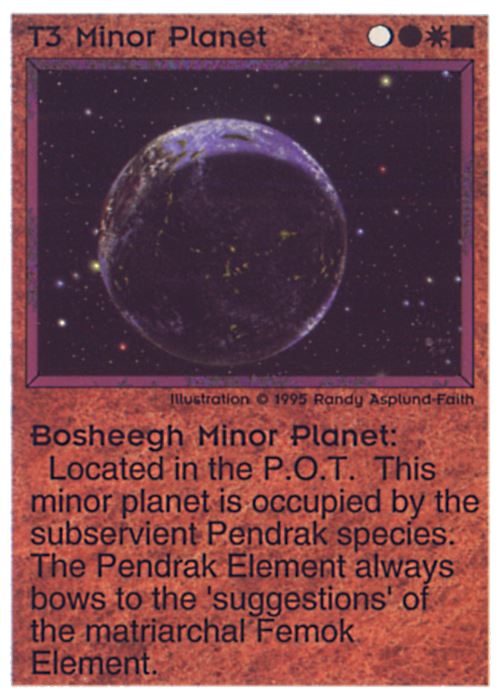 T3 Minor Planet
Illustration © 1995 Randy Asplund-Faith
Bosheegh Minor Planet:
Located in the P.O.T. This
minor planet is occupied by the
subservient Pendrak species.
The Pendrak Element always
bows to the 'suggestions' of
the matriarchal Femok
Element.